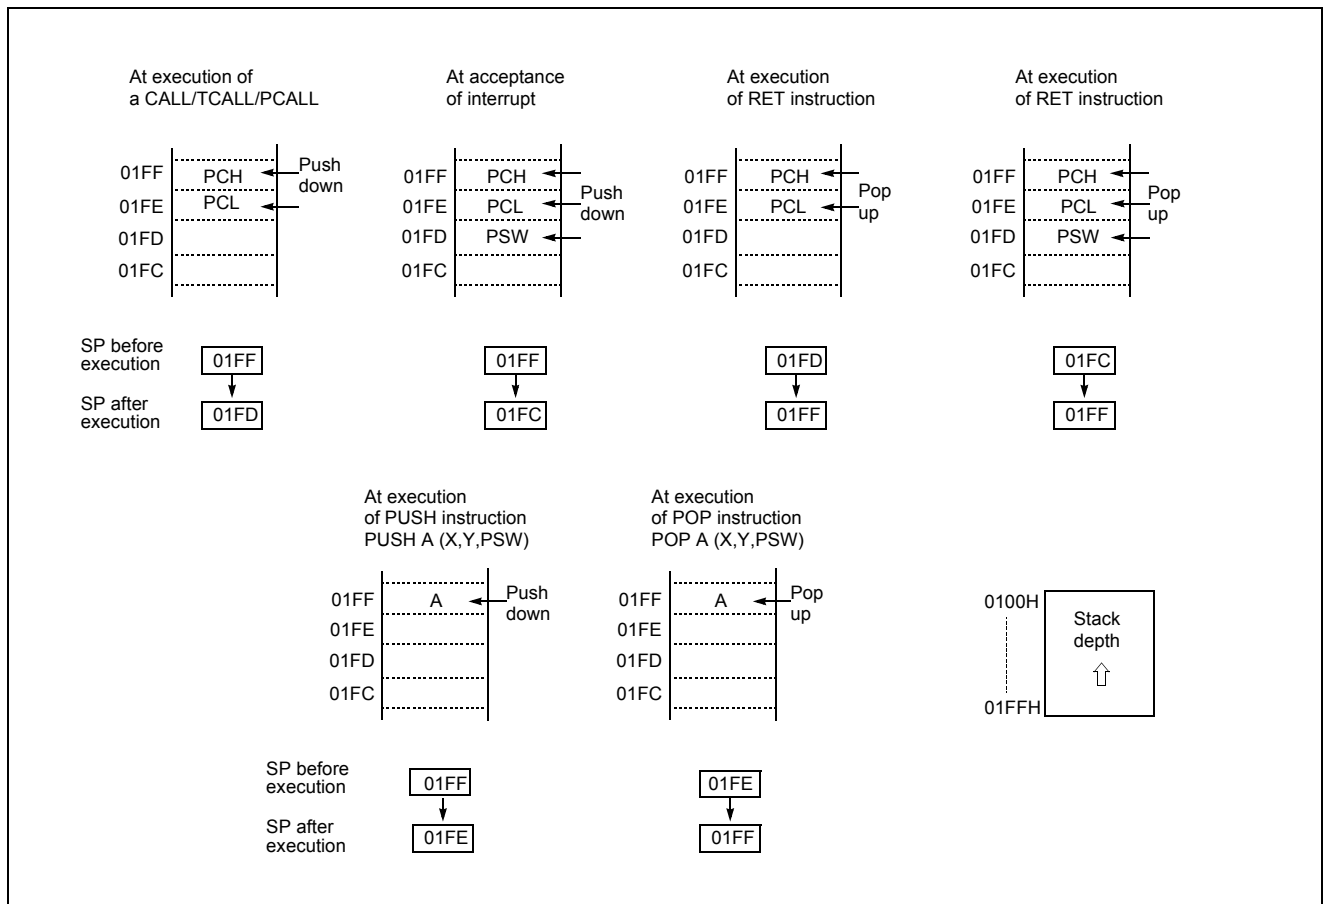 At execution of
a CALL/TCALL/PCALL
01FF
PCH
Push
down
01FE
PCL
01FD
01FC
At acceptance
of interrupt
01FF
PCH
01FE
PCL
Push
down
01FD
PSW
01FC
At execution
of RET instruction
01FF
PCH
01FE
PCL
Pop
up
01FD
01FC
At execution
of RET instruction
01FF
PCH
01FE
PCL
Pop
up
01FD
PSW
01FC
SP before
execution
01FF
01FF
01FD
01FC
SP after
execution
01FD
01FC
01FF
01FF
At execution
of PUSH instruction
PUSH A (X,Y,PSW)
01FF
A
Push
down
01FE
01FD
01FC
At execution
of POP instruction
POP A (X,Y,PSW)
01FF
A
Pop
up
01FE
01FD
01FC
0100H
Stack
depth
01FFH
SP before
execution
01FF
01FE
SP after
execution
01FE
01FF